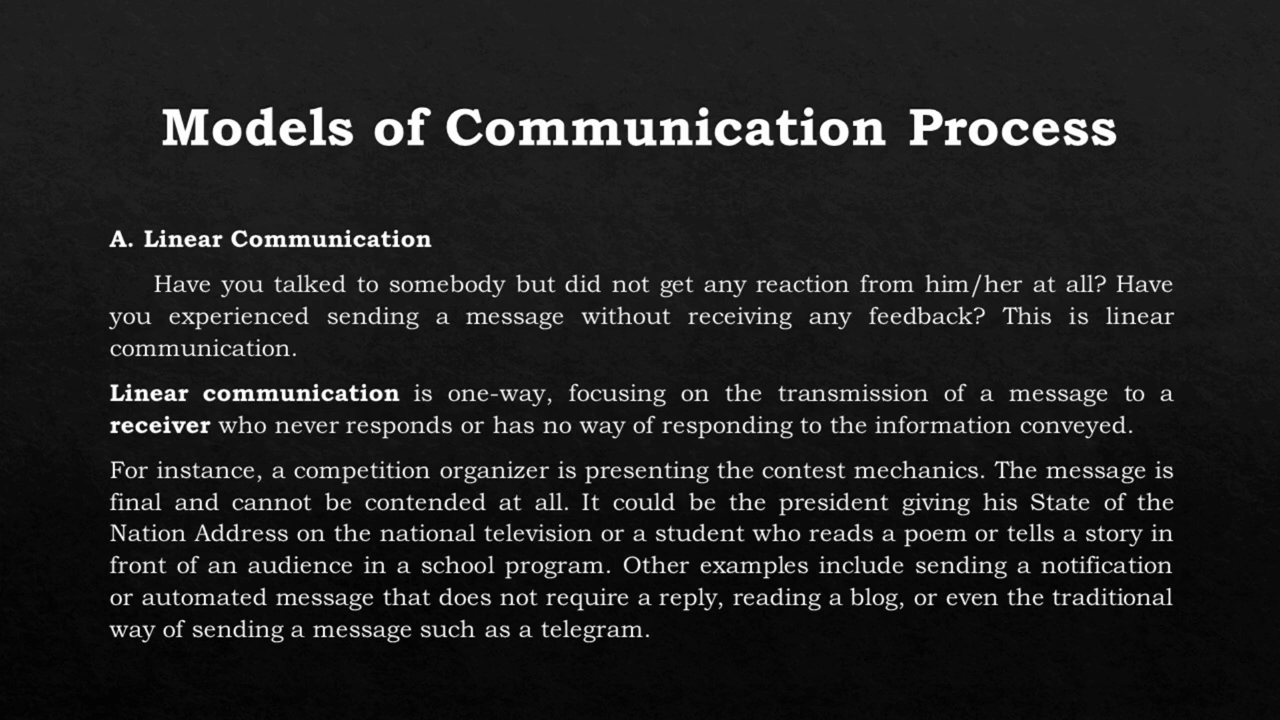 Models of Communication Process
A. Linear Communication
Have you talked to somebody but did not get any reaction from him/her at all? Have
you experienced sending a message without receiving any feedback? This is linear
communication.
Linear communication is one-way, focusing on the transmission of a message to a
receiver who never responds or has no way of responding to the information conveyed.
For instance, a competition organizer is presenting the contest mechanics. The message is
final and cannot be contended at all. It could be the president giving his State of the
Nation Address on the national television or a student who reads a poem or tells a story in
front of an audience in a school program. Other examples include sending a notification
or automated message that does not require a reply, reading a blog, or even the traditional
way of sending a message such as a telegram.